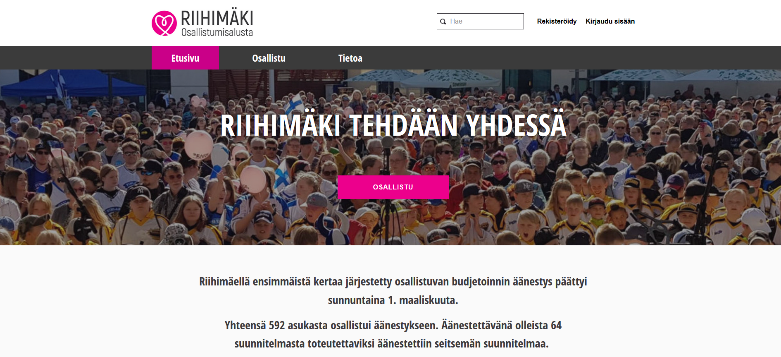 RIIHIMÄKI
Osallistumisalusta
Hae
Rekisteröidy
Kirjaudu sisään
Etusivu
Osallistu
Tietoa
RIIHIMÄKI TEHDÄÄN YHDESSÄ
OSALLISTU
Riihimäellä ensimmäistä kertaa järjestetty osallistuvan budjetoinnin äänestys päättyi
sunnuntaina 1. maaliskuuta.
Yhteensä 592 asukasta osallistui äänestykseen. Äänestettävänä olleista 64
suunnitelmasta toteutettaviksi äänestettiin seitsemän suunnitelmaa.